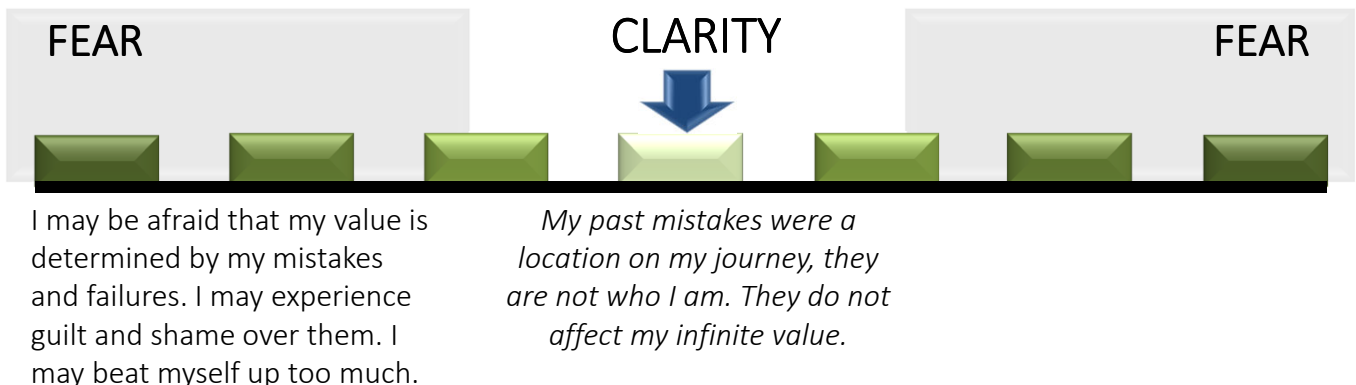 FEAR
CLARITY
FEAR
I may be afraid that my value is
determined by my mistakes
and failures. I may experience
guilt and shame over them. I
may beat myself up too much.
My past mistakes were a
location on my journey, they
are not who I am. They do not
affect my infinite value.